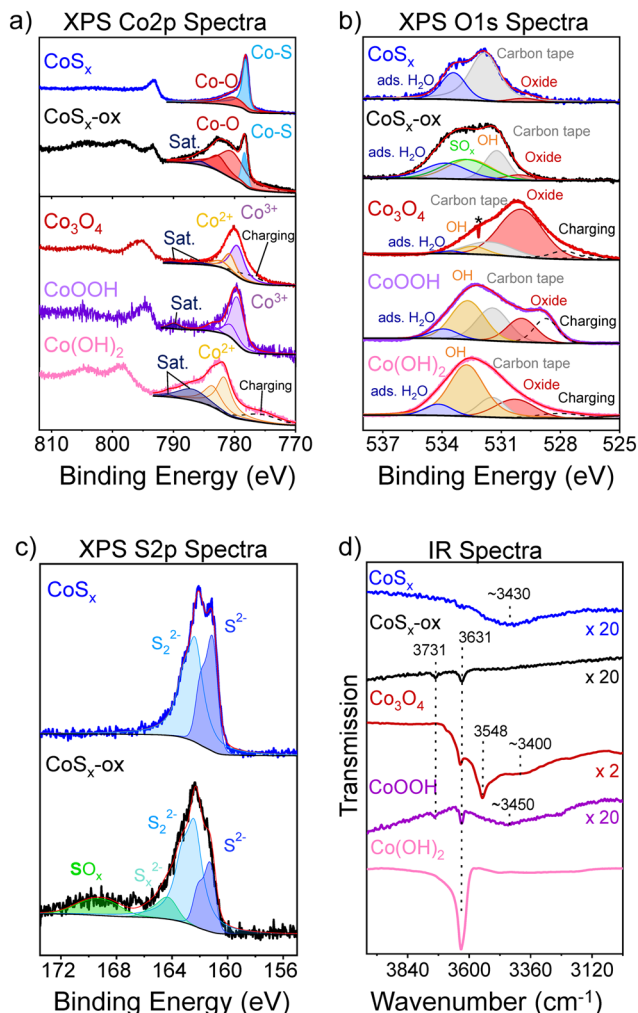 a) XPS Co2p Spectra
CoSₓ
Co-S
Co-O
CoSₓ-ox
Co-O
Sat.
Co-S
Co₃O₄
Co²⁺
Co³⁺
Sat.
Charging
CoOOH
Sat.
Co³⁺
Co(OH)₂
Sat.
Co²⁺
Charging
810 800 790 780 770
Binding Energy (eV)
b) XPS O1s Spectra
CoSₓ
Carbon tape
ads. H₂O
Oxide
CoSₓ-ox
Carbon tape
OH
SOₓ
ads. H₂O
Oxide
Co₃O₄
Carbon tape
Oxide
*
OH
Charging
ads. H₂O
CoOOH
OH
Carbon tape
Oxide
ads. H₂O
Charging
Co(OH)₂
OH
Carbon tape
ads. H₂O
Oxide
Charging
537 533 529 525
Binding Energy (eV)
c) XPS S2p Spectra
CoSₓ
S₂²⁻
S²⁻
CoSₓ-ox
S₂²⁻
S²⁻
SOₓ
Sₓ²⁻
172 168 164 160 156
Binding Energy (eV)
d) IR Spectra
CoSₓ
~3430
x 20
CoSₓ-ox
3731
3631
x 20
Co₃O₄
3548
~3400
x 2
CoOOH
~3450
x 20
Co(OH)₂
Transmission
3840 3600 3360 3120
Wavenumber (cm⁻¹)